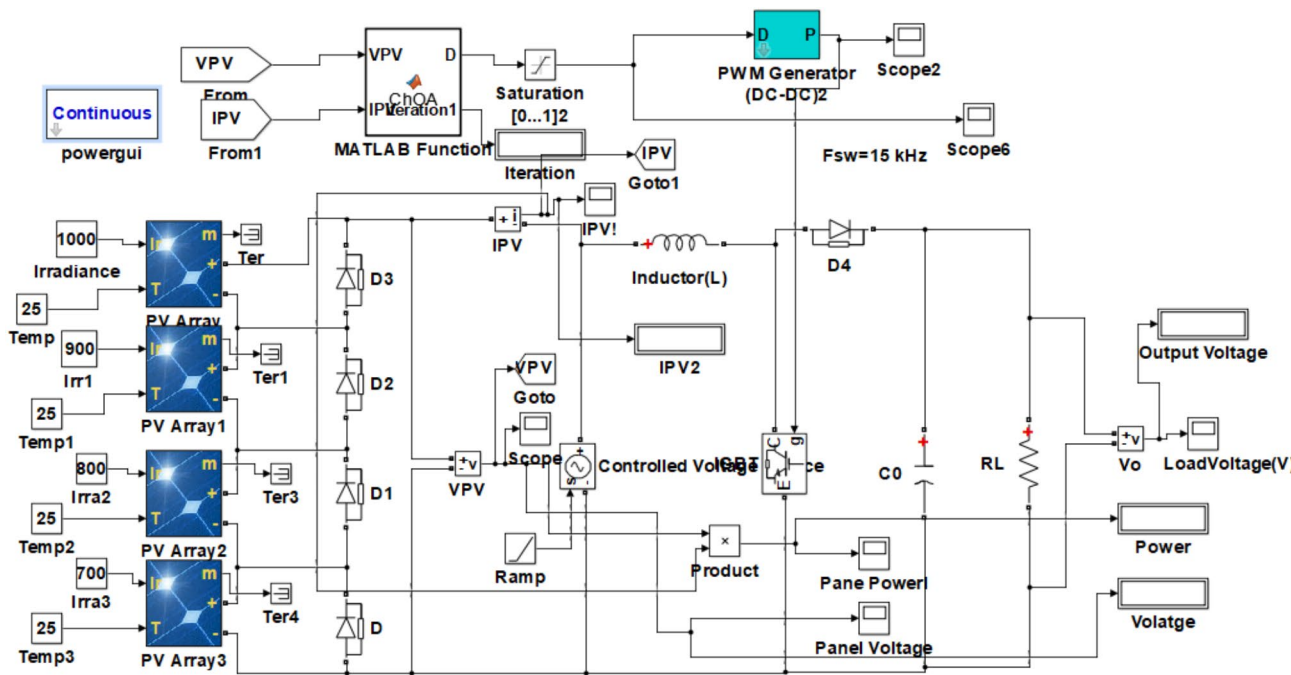 VPV
From
IPV
From1
Continuous
powergui
VPV
D
ChOA
IPV
Iteration1
MATLAB Function
Saturation
[0...1]2
D
P
PWM Generator
(DC-DC)2
Scope2
Scope6
Fsw=15 kHz
Iteration
IPV
Goto1
1000
Irradiance
25
Temp
Ir
T
m
+
-
PV Array
Ter
900
Irr1
25
Temp1
Ir
T
m
+
-
PV Array1
Ter1
800
Irra2
25
Temp2
Ir
T
m
+
-
PV Array2
Ter3
700
Irra3
25
Temp3
Ir
T
m
+
-
PV Array3
Ter4
D3
D2
D1
D
+
i
-
IPV
IPV!
+
Inductor(L)
D4
IPV2
VPV
Goto
Scope
+
-
v
VPV
s
+
-
Controlled Voltage
Ramp
IGBT
g
C
E
×
Product
Pane Powerl
Panel Voltage
+
C0
+
RL
+
-
v
Vo
Output Voltage
LoadVoltage(V)
Power
Volatge